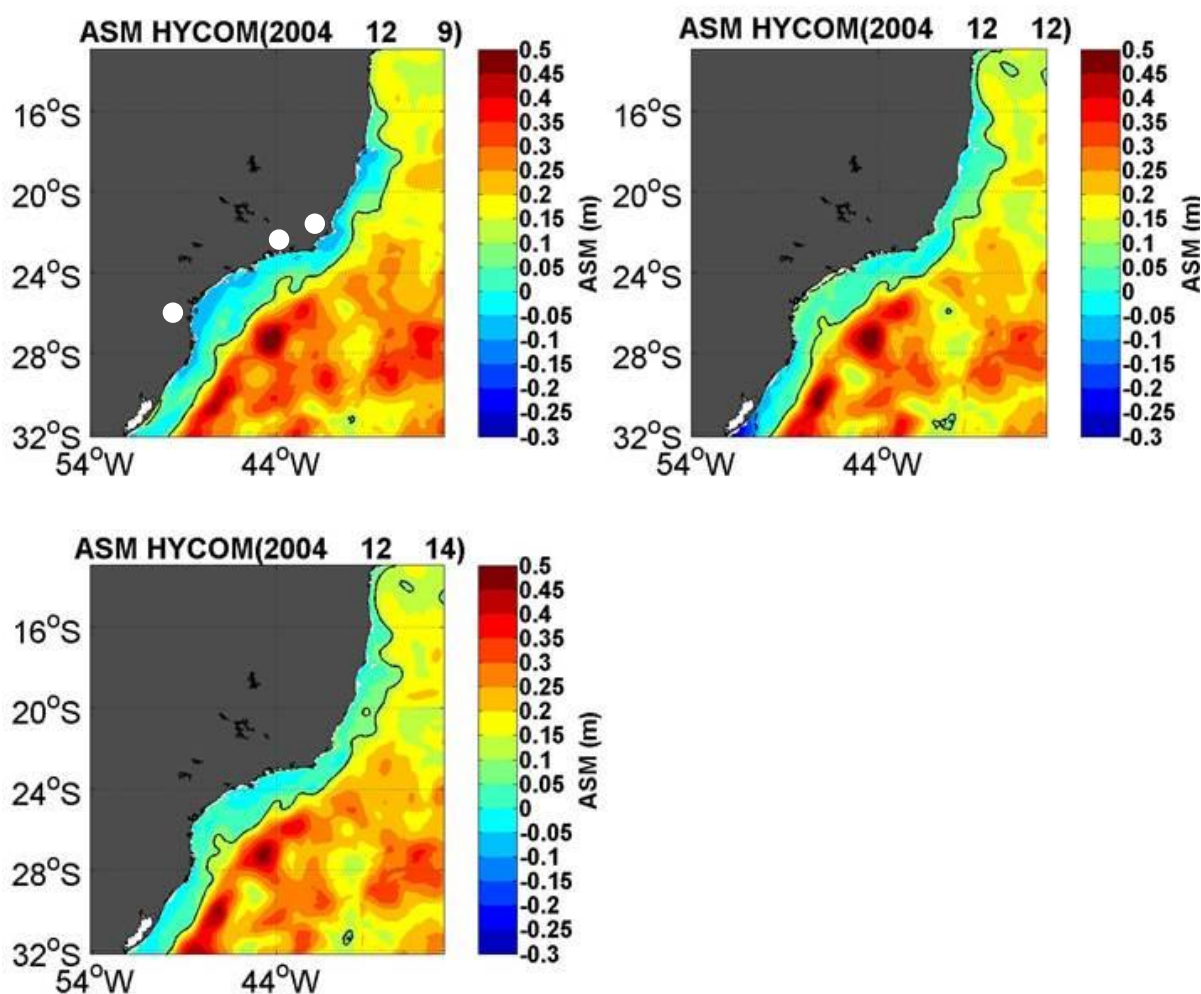 ASM HYCOM(2004 12 9)
16°S
20°S
24°S
28°S
32°S
54°W
44°W
0.5
0.45
0.4
0.35
0.3
0.25
0.2
0.15
0.1
0.05
0
-0.05
-0.1
-0.15
-0.2
-0.25
-0.3
ASM (m)
ASM HYCOM(2004 12 12)
16°S
20°S
24°S
28°S
32°S
54°W
44°W
0.5
0.45
0.4
0.35
0.3
0.25
0.2
0.15
0.1
0.05
0
-0.05
-0.1
-0.15
-0.2
-0.25
-0.3
ASM (m)
ASM HYCOM(2004 12 14)
16°S
20°S
24°S
28°S
32°S
54°W
44°W
0.5
0.45
0.4
0.35
0.3
0.25
0.2
0.15
0.1
0.05
0
-0.05
-0.1
-0.15
-0.2
-0.25
-0.3
ASM (m)